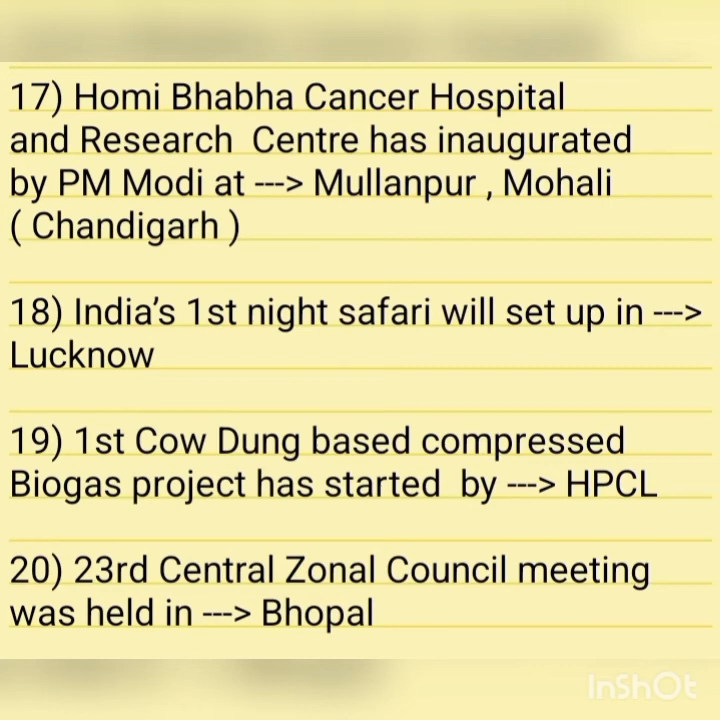 17) Homi Bhabha Cancer Hospital
and Research Centre has inaugurated
by PM Modi at ---> Mullanpur , Mohali
( Chandigarh )
18) India’s 1st night safari will set up in --->
Lucknow
19) 1st Cow Dung based compressed
Biogas project has started by ---> HPCL
20) 23rd Central Zonal Council meeting
was held in ---> Bhopal
InShOt